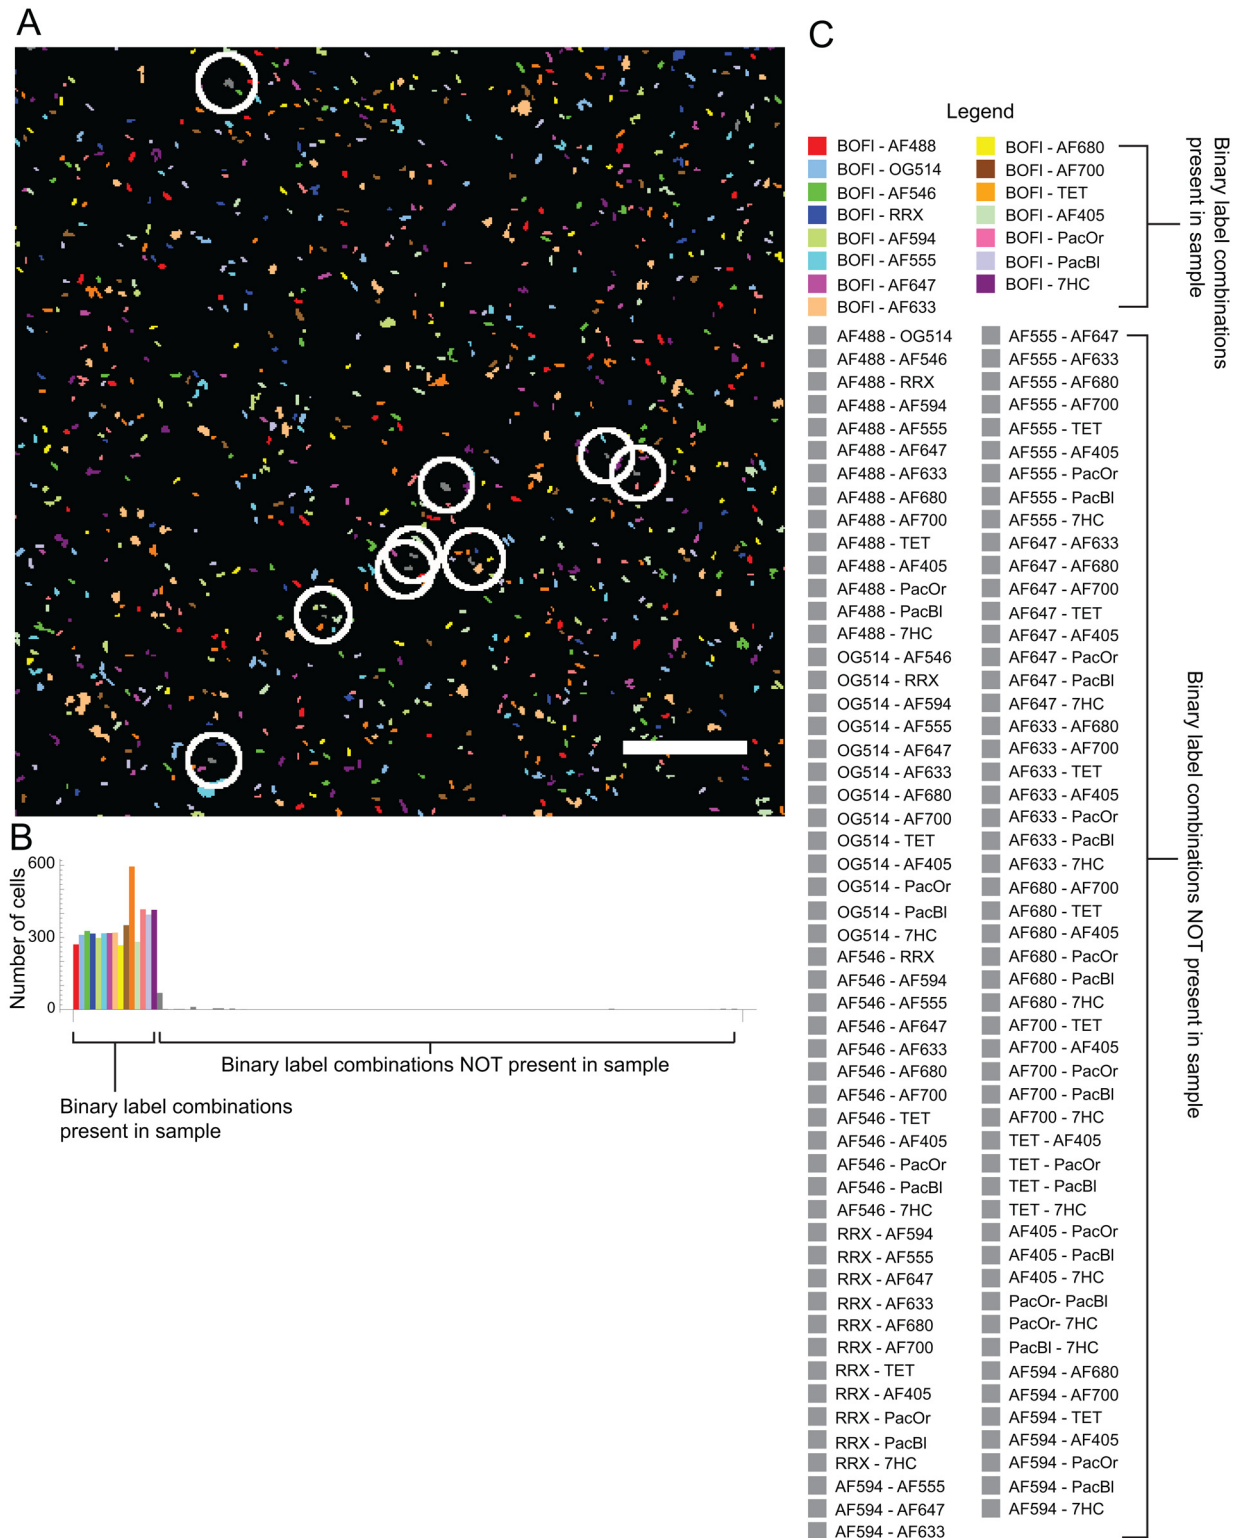 A
C
Legend
BOFI - AF488
BOFI - OG514
BOFI - AF546
BOFI - RRX
BOFI - AF594
BOFI - AF555
BOFI - AF647
BOFI - AF633
BOFI - AF680
BOFI - AF700
BOFI - TET
BOFI - AF405
BOFI - PacOr
BOFI - PacBl
BOFI - 7HC
Binary label combinations
present in sample
AF488 - OG514
AF488 - AF546
AF488 - RRX
AF488 - AF594
AF488 - AF555
AF488 - AF647
AF488 - AF633
AF488 - AF680
AF488 - AF700
AF488 - TET
AF488 - AF405
AF488 - PacOr
AF488 - PacBl
AF488 - 7HC
OG514 - AF546
OG514 - RRX
OG514 - AF594
OG514 - AF555
OG514 - AF647
OG514 - AF633
OG514 - AF680
OG514 - AF700
OG514 - TET
OG514 - AF405
OG514 - PacOr
OG514 - PacBl
OG514 - 7HC
AF546 - RRX
AF546 - AF594
AF546 - AF555
AF546 - AF647
AF546 - AF633
AF546 - AF680
AF546 - AF700
AF546 - TET
AF546 - AF405
AF546 - PacOr
AF546 - PacBl
AF546 - 7HC
RRX - AF594
RRX - AF555
RRX - AF647
RRX - AF633
RRX - AF680
RRX - AF700
RRX - TET
RRX - AF405
RRX - PacOr
RRX - PacBl
RRX - 7HC
AF594 - AF555
AF594 - AF647
AF594 - AF633
AF555 - AF647
AF555 - AF633
AF555 - AF680
AF555 - AF700
AF555 - TET
AF555 - AF405
AF555 - PacOr
AF555 - PacBl
AF555 - 7HC
AF647 - AF633
AF647 - AF680
AF647 - AF700
AF647 - TET
AF647 - AF405
AF647 - PacOr
AF647 - PacBl
AF647 - 7HC
AF633 - AF680
AF633 - AF700
AF633 - TET
AF633 - AF405
AF633 - PacOr
AF633 - PacBl
AF633 - 7HC
AF680 - AF700
AF680 - TET
AF680 - AF405
AF680 - PacOr
AF680 - PacBl
AF680 - 7HC
AF700 - TET
AF700 - AF405
AF700 - PacOr
AF700 - PacBl
AF700 - 7HC
TET - AF405
TET - PacOr
TET - PacBl
TET - 7HC
AF405 - PacOr
AF405 - PacBl
AF405 - 7HC
PacOr- PacBl
PacOr- 7HC
PacBl - 7HC
AF594 - AF680
AF594 - AF700
AF594 - TET
AF594 - AF405
AF594 - PacOr
AF594 - PacBl
AF594 - 7HC
Binary label combinations NOT present in sample
B
Number of cells
600
300
0
Binary label combinations NOT present in sample
Binary label combinations
present in sample